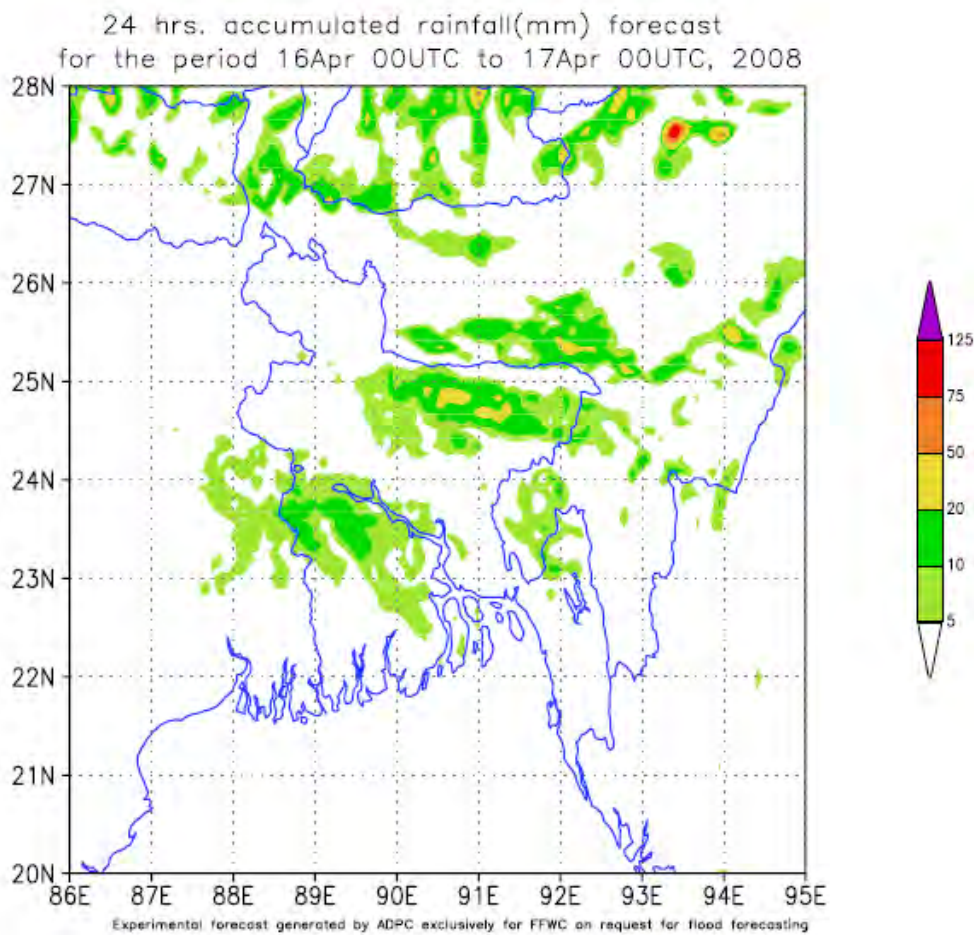 24 hrs. accumulated rainfall(mm) forecast
for the period 16Apr 00UTC to 17Apr 00UTC, 2008
28N
27N
26N
25N
24N
23N
22N
21N
20N
86E 87E 88E 89E 90E 91E 92E 93E 94E 95E
125
75
50
20
10
5
Experimental forecast generated by ADPC exclusively for FFWC on request for flood forecasting